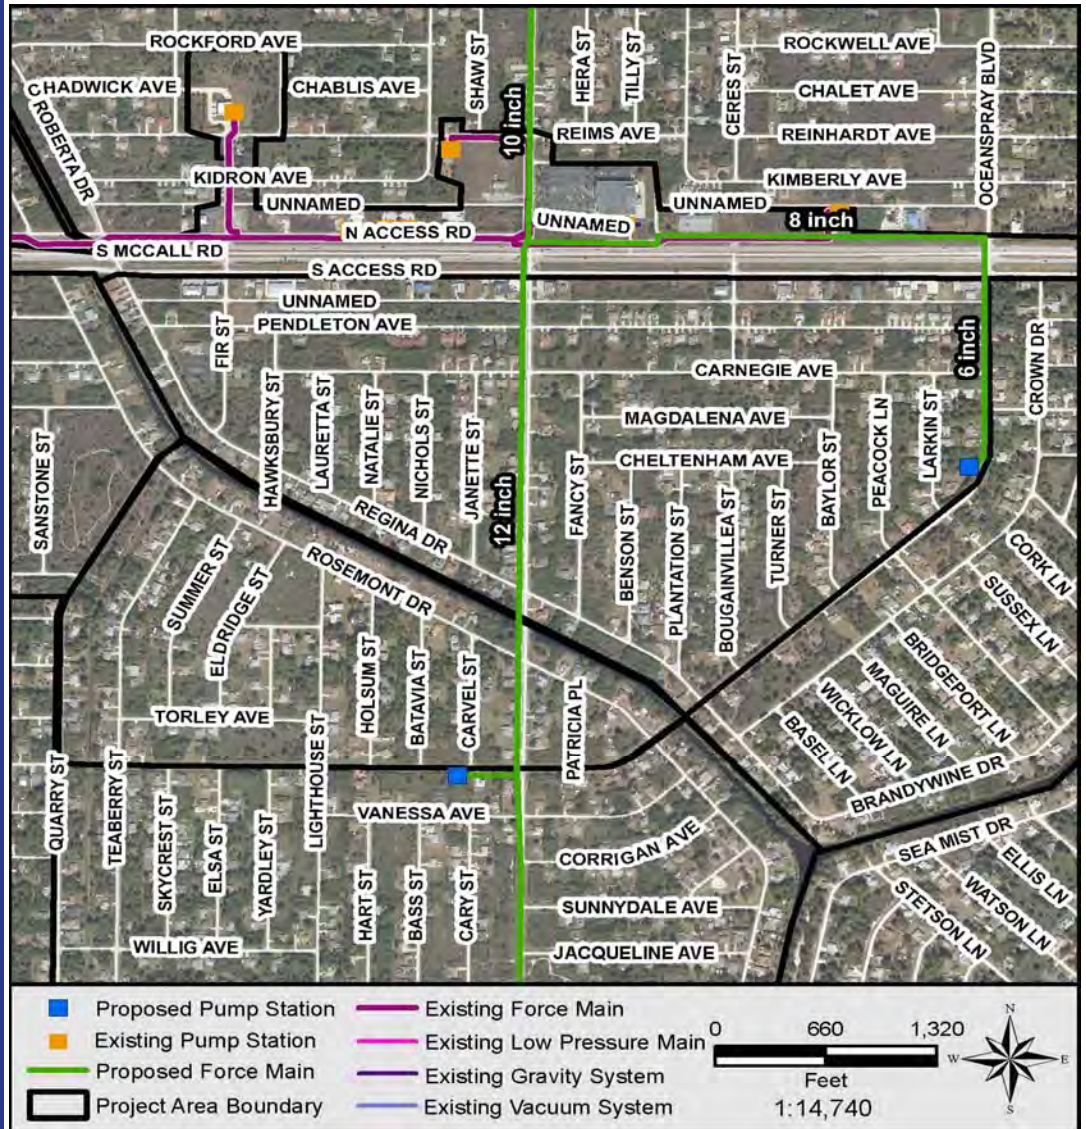 ROCKFORD AVE
SHAW ST
HERA ST
TILLY ST
CERES ST
ROCKWELL AVE
OCEANSPRAY BLVD
CHADWICK AVE
CHABLIS AVE
CHALET AVE
ROBERTA DR
10 inch
REIMS AVE
REINHARDT AVE
KIDRON AVE
KIMBERLY AVE
UNNAMED
UNNAMED
UNNAMED
8 inch
N ACCESS RD
S MCCALL RD
S ACCESS RD
UNNAMED
PENDLETON AVE
FIR ST
6 inch
CROWN DR
CARNEGIE AVE
HAWKSBURY ST
LAURETTA ST
NATALIE ST
NICHOLS ST
JANETTE ST
MAGDALENA AVE
PEACOCK LN
LARKIN ST
SANSTONE ST
12 inch
FANCY ST
CHELTENHAM AVE
BAYLOR ST
REGINA DR
BENSON ST
PLANTATION ST
BOUGAINVILLEA ST
TURNER ST
ROSEMONT DR
CORK LN
SUSSEX LN
SUMMER ST
ELDRIDGE ST
BRIDGEPORT LN
MAGUIRE LN
WICKLOW LN
BASEL LN
HOLSUM ST
BATAVIA ST
CARVEL ST
PATRICIA PL
TORLEY AVE
LIGHTHOUSE ST
BRANDYWINE DR
QUARRY ST
TEABERRY ST
SKYCREST ST
ELSA ST
YARDLEY ST
VANESSA AVE
CORRIGAN AVE
SEA MIST DR
ELLIS LN
WATSON LN
STETSON LN
HART ST
BASS ST
CARY ST
SUNNYDALE AVE
WILLIG AVE
JACQUELINE AVE
Proposed Pump Station
Existing Pump Station
Proposed Force Main
Project Area Boundary
Existing Force Main
Existing Low Pressure Main
Existing Gravity System
Existing Vacuum System
0 660 1,320
Feet
1:14,740
N
W E
S